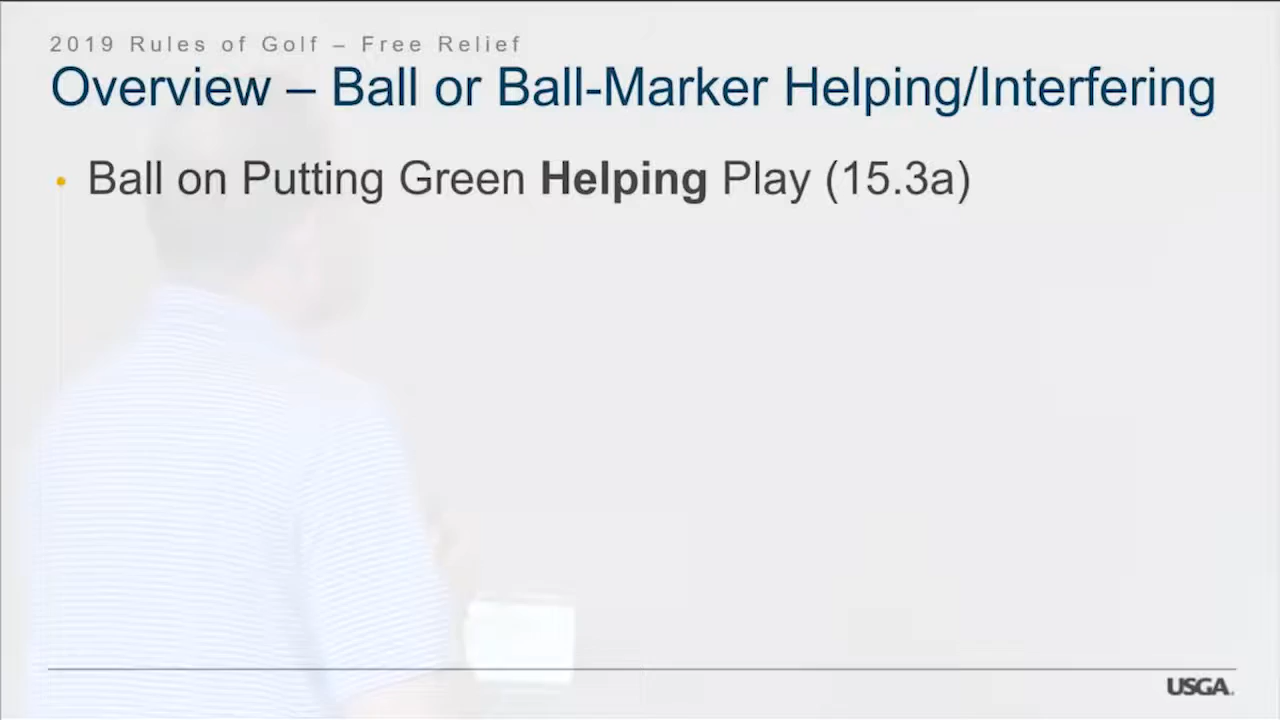 2019 Rules of Golf – Free Relief
Overview – Ball or Ball-Marker Helping/Interfering
• Ball on Putting Green Helping Play (15.3a)
USGA.